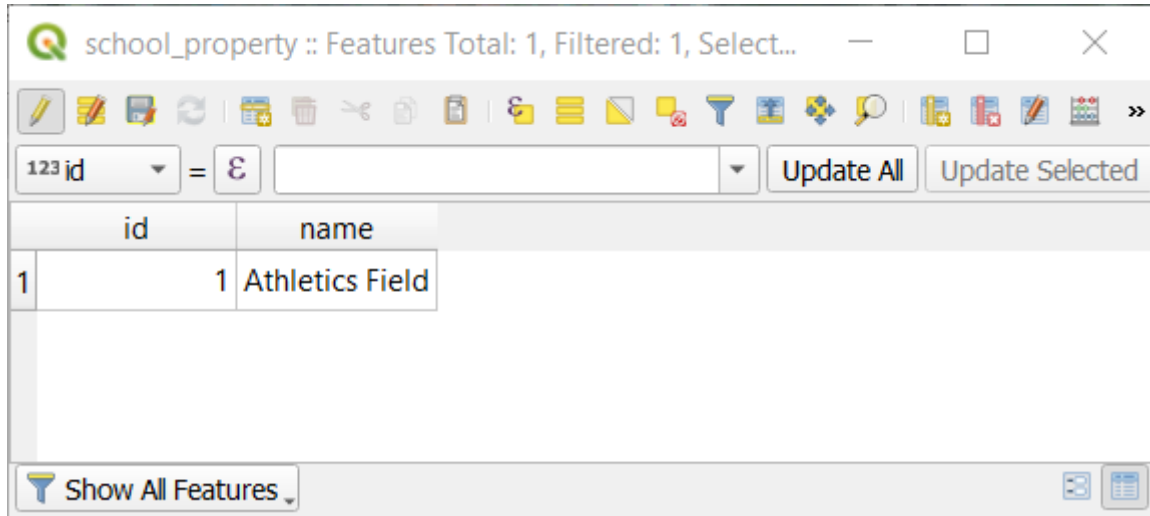 school_property :: Features Total: 1, Filtered: 1, Select...
»
123 id = ε Update All Update Selected
id name
1 1 Athletics Field
Show All Features